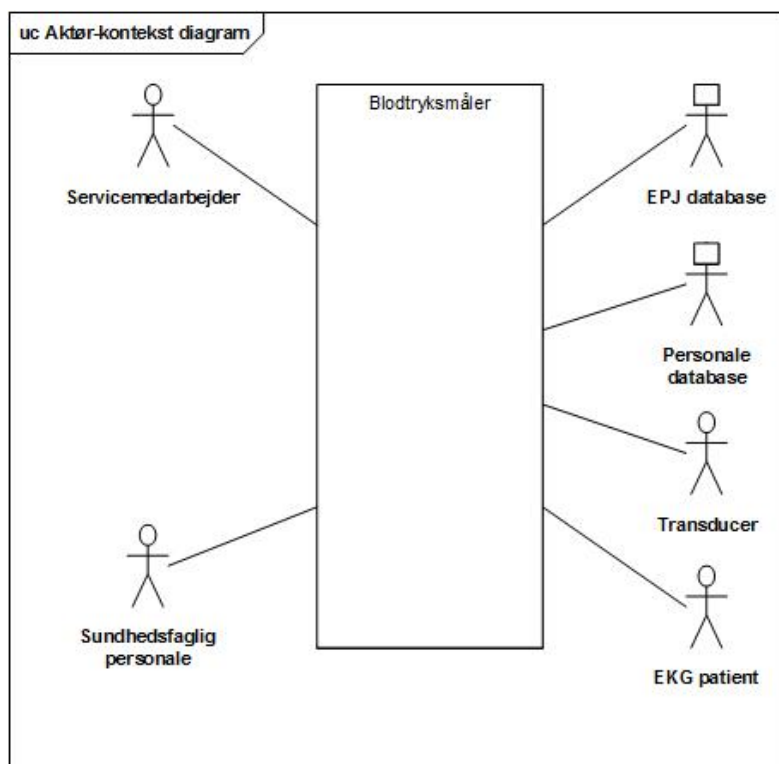 uc Aktør-kontekst diagram
Blodtryksmåler
Servicemedarbejder
EPJ database
Personale
database
Transducer
Sundhedsfaglig
personale
EKG patient